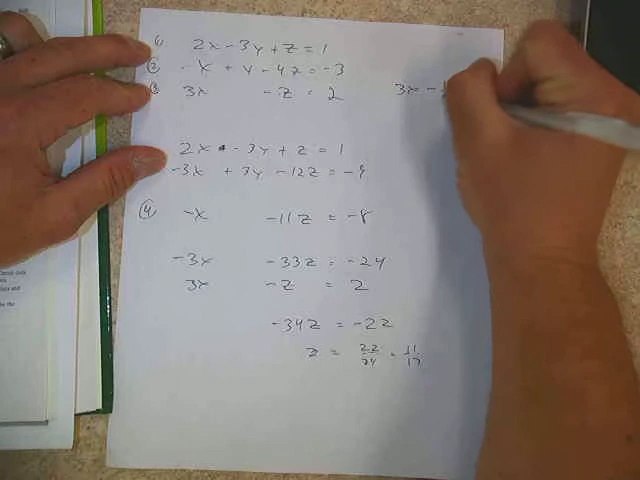 ① 2x - 3y + z = 1
② -x + y - 4z = -3
③ 3x - z = 2 3x -
2x - 3y + z = 1
-3x + 3y - 12z = -9
④ -x -11z = -8
-3x -33z = -24
3x -z = 2
-34z = -22
z = 22/34 = 11/17